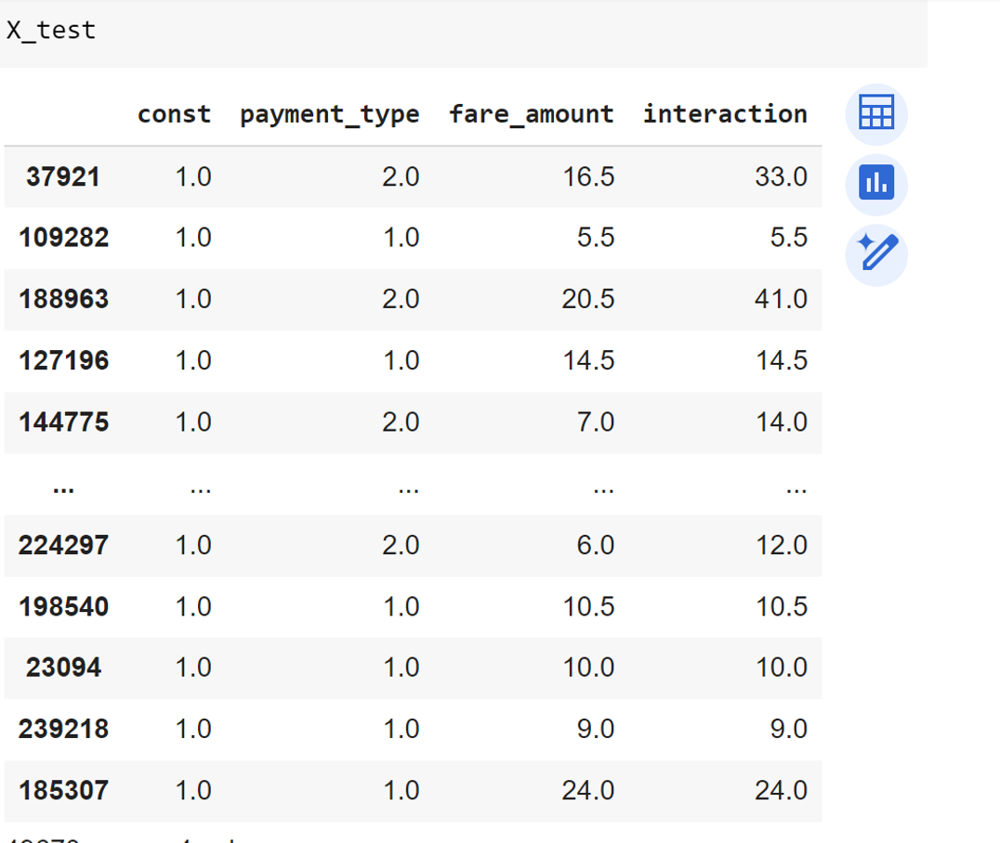 X_test
const payment_type fare_amount interaction
37921 1.0 2.0 16.5 33.0
109282 1.0 1.0 5.5 5.5
188963 1.0 2.0 20.5 41.0
127196 1.0 1.0 14.5 14.5
144775 1.0 2.0 7.0 14.0
... ... ... ... ...
224297 1.0 2.0 6.0 12.0
198540 1.0 1.0 10.5 10.5
23094 1.0 1.0 10.0 10.0
239218 1.0 1.0 9.0 9.0
185307 1.0 1.0 24.0 24.0